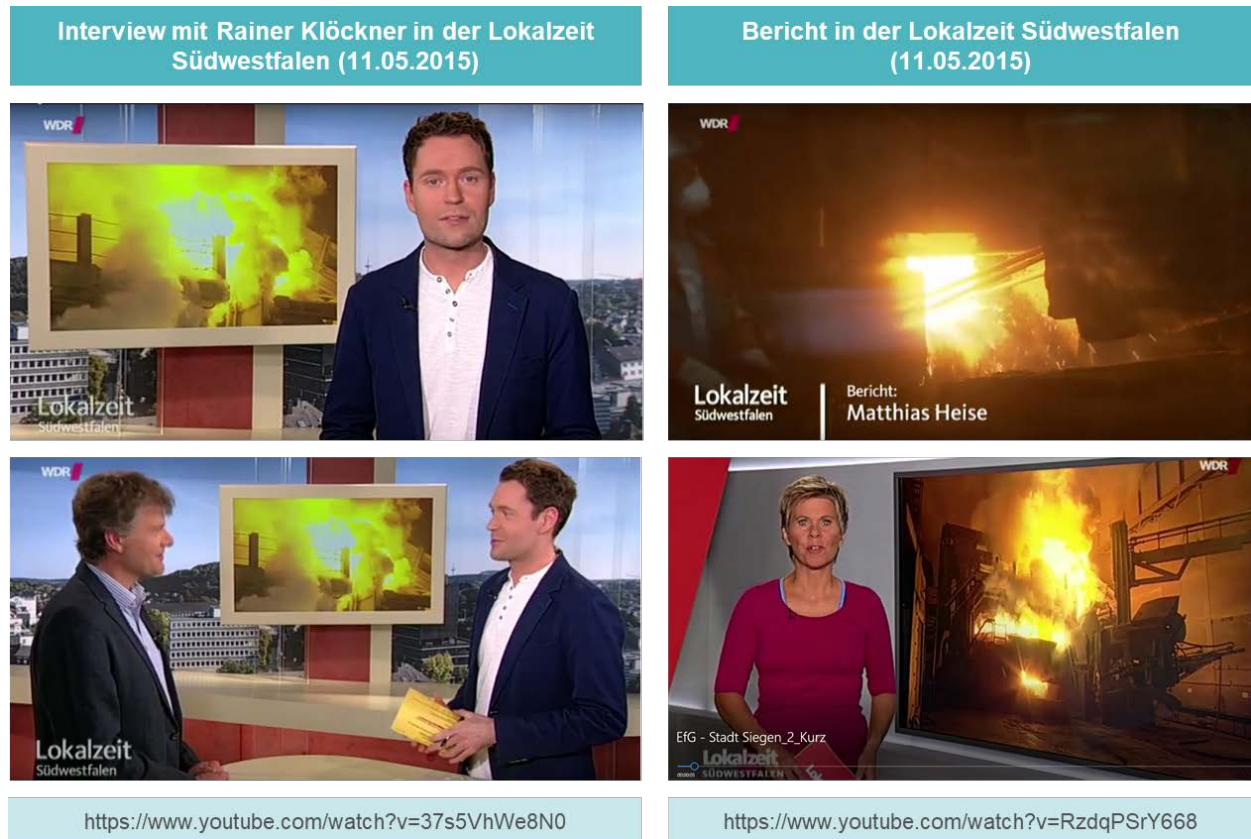 Interview mit Rainer Klöckner in der Lokalzeit
Südwestfalen (11.05.2015)
WDR
Lokalzeit
Südwestfalen
WDR
Lokalzeit
Südwestfalen
https://www.youtube.com/watch?v=37s5VhWe8N0
Bericht in der Lokalzeit Südwestfalen
(11.05.2015)
WDR
Lokalzeit
Südwestfalen
Bericht:
Matthias Heise
WDR
EfG - Stadt Siegen_2_Kurz
Lokalzeit
SÜDWESTFALEN
https://www.youtube.com/watch?v=RzdqPSrY668